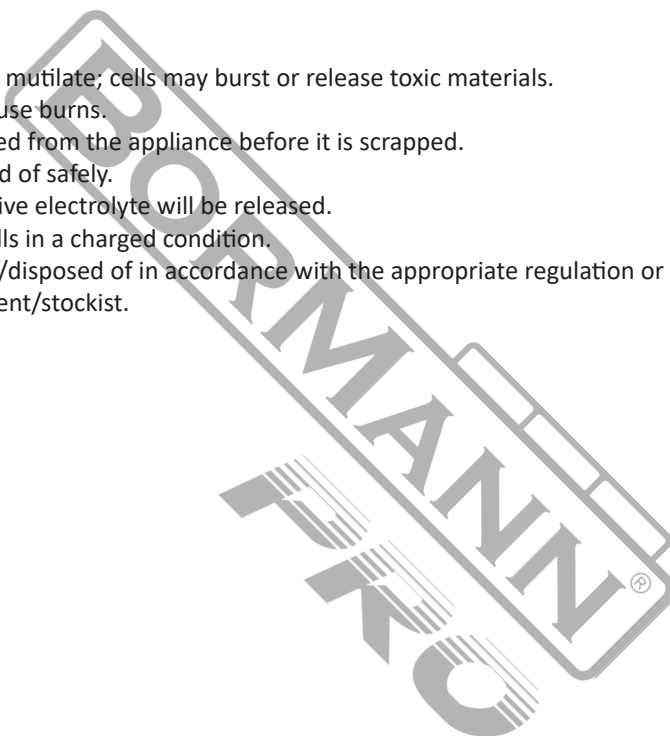 mutilate; cells may burst or release toxic materials.
use burns.
ed from the appliance before it is scrapped.
d of safely.
ive electrolyte will be released.
lls in a charged condition.
/disposed of in accordance with the appropriate regulation or
ent/stockist.
BORMANN®
PRO